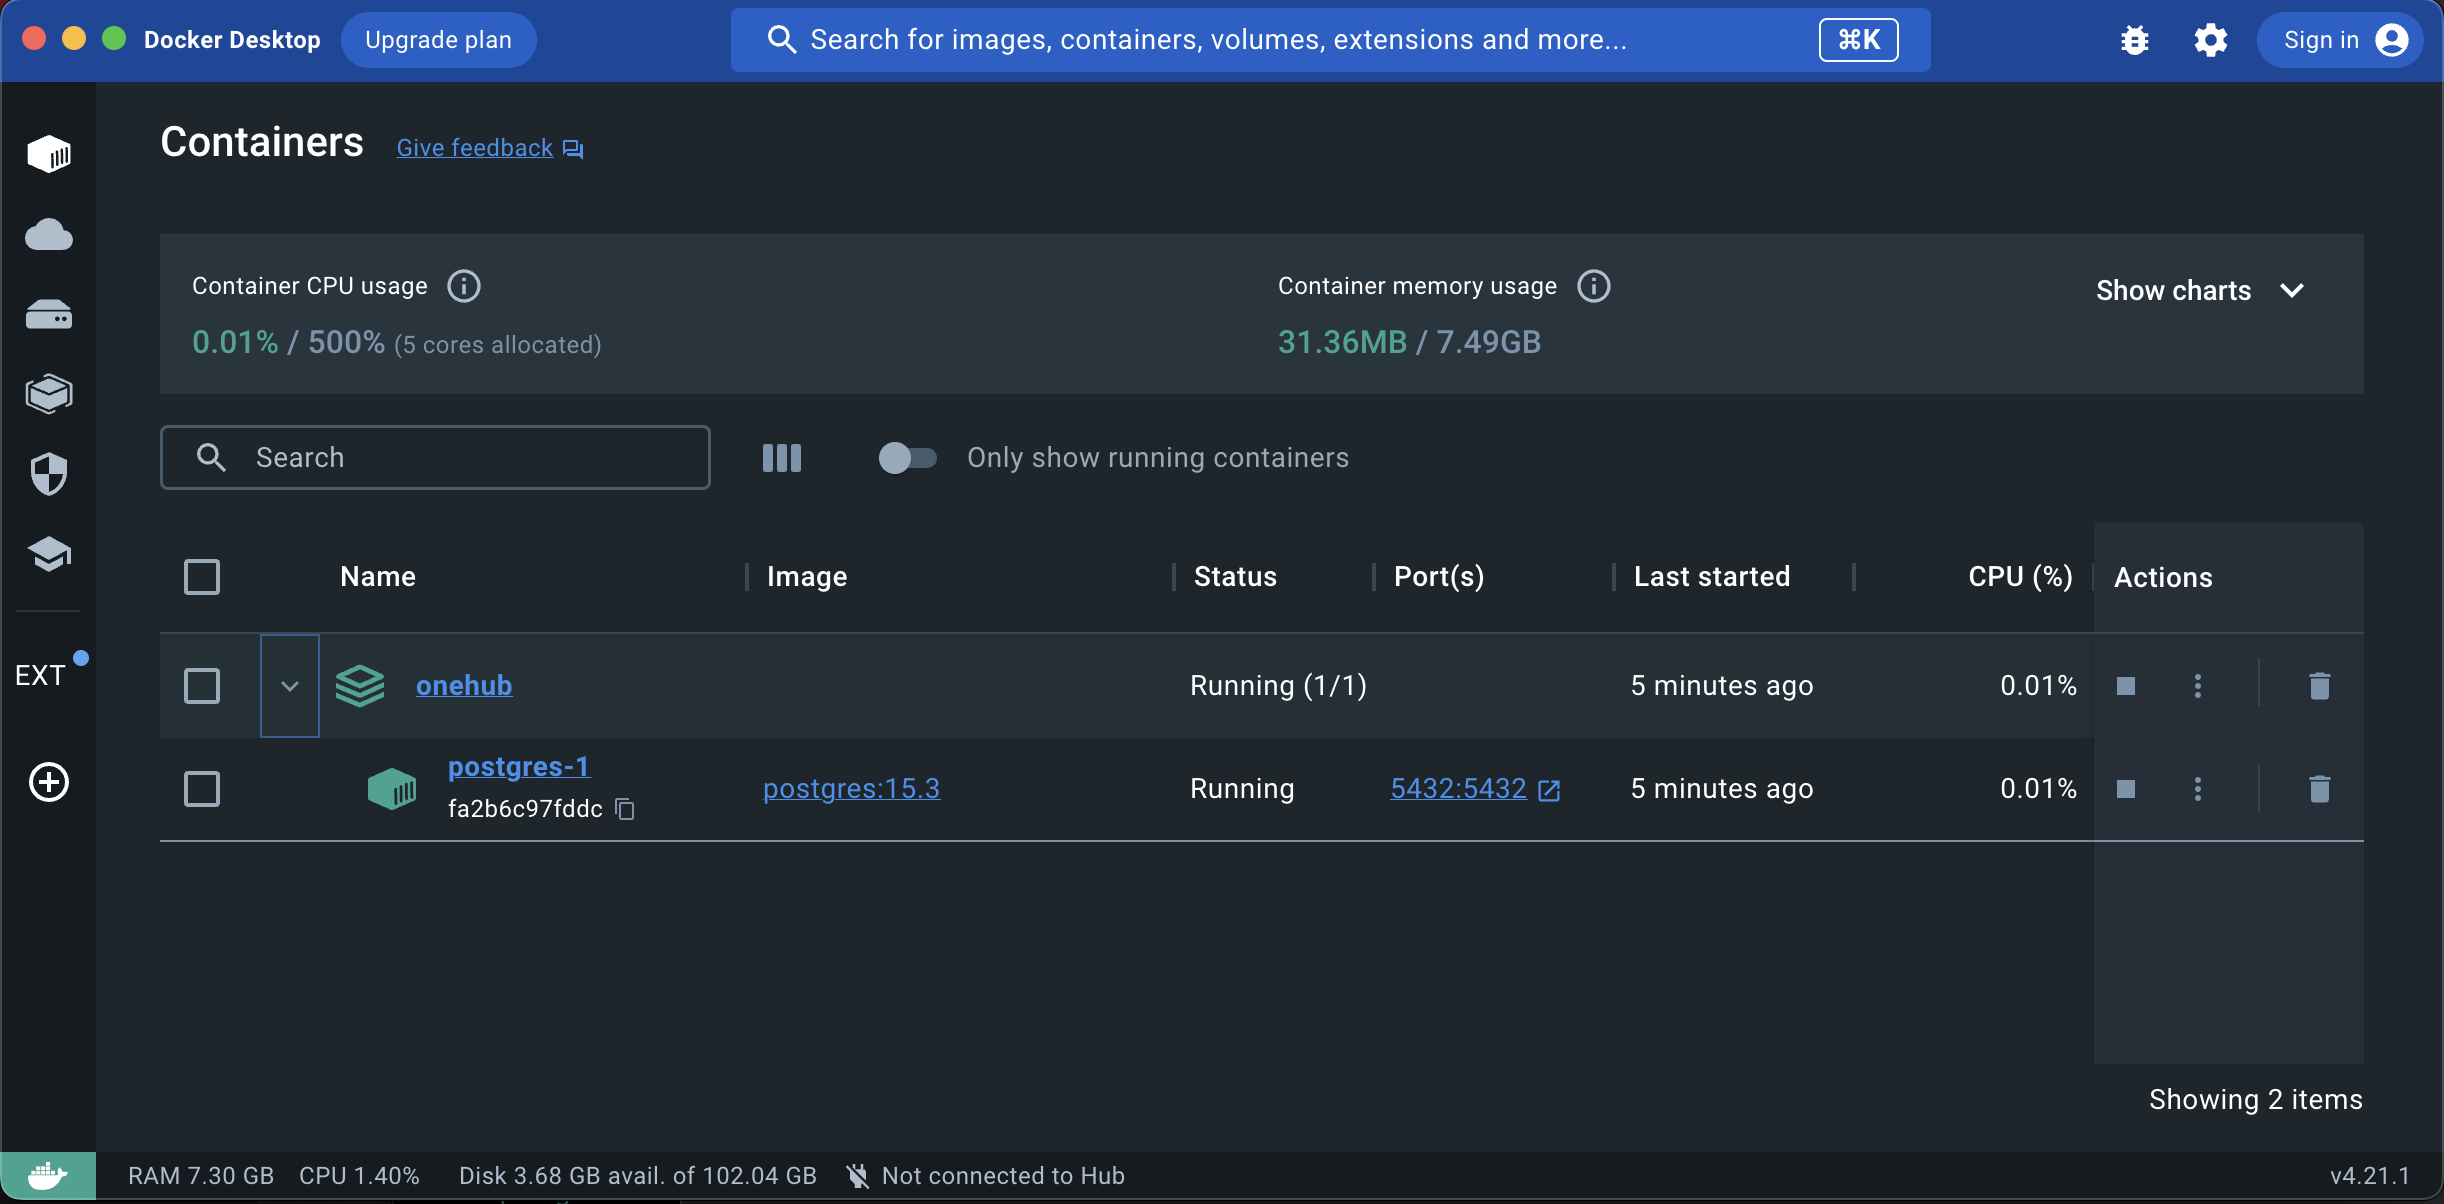 Docker Desktop Upgrade plan Search for images, containers, volumes, extensions and more... ⌘K Sign in
Containers Give feedback
Container CPU usage Container memory usage Show charts
0.01% / 500% (5 cores allocated) 31.36MB / 7.49GB
Search Only show running containers
Name Image Status Port(s) Last started CPU (%) Actions
EXT
onehub Running (1/1) 5 minutes ago 0.01%
postgres-1 postgres:15.3 Running 5432:5432 5 minutes ago 0.01%
fa2b6c97fddc
Showing 2 items
RAM 7.30 GB CPU 1.40% Disk 3.68 GB avail. of 102.04 GB Not connected to Hub v4.21.1